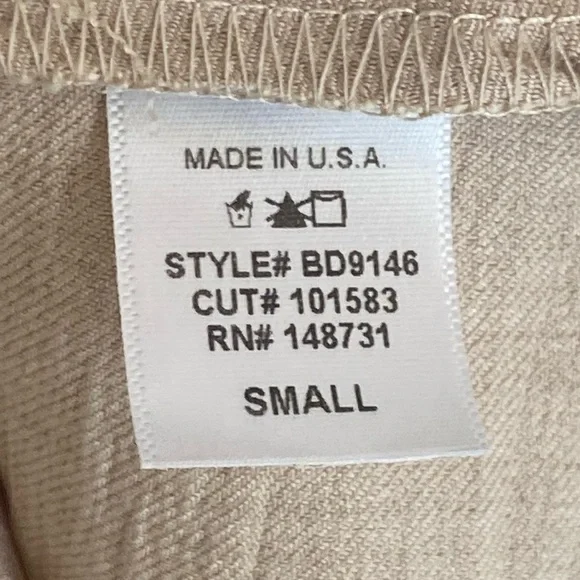 MADE IN U.S.A.
STYLE# BD9146
CUT# 101583
RN# 148731
SMALL